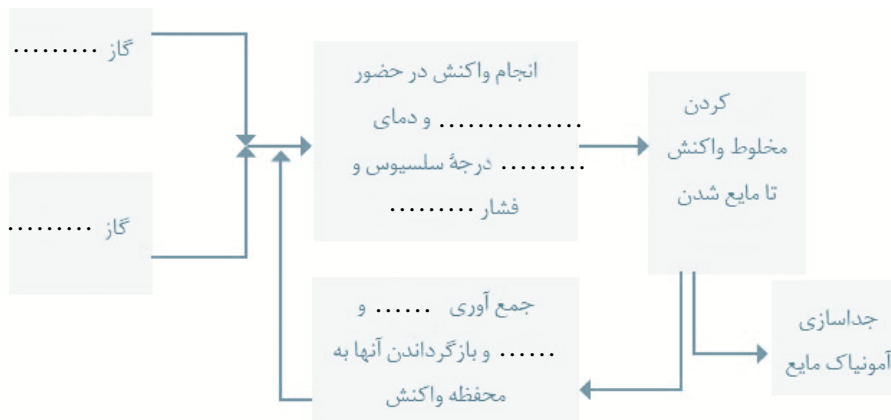 گاز .........
گاز .........
انجام واکنش در حضور
............... و دمای
......... درجهٔ سلسیوس و
فشار .........
کردن
مخلوط واکنش
تا مایع شدن
جمع آوری ...... و
...... و بازگرداندن آنها به
محفظه واکنش
جداسازی
آمونیاک مایع